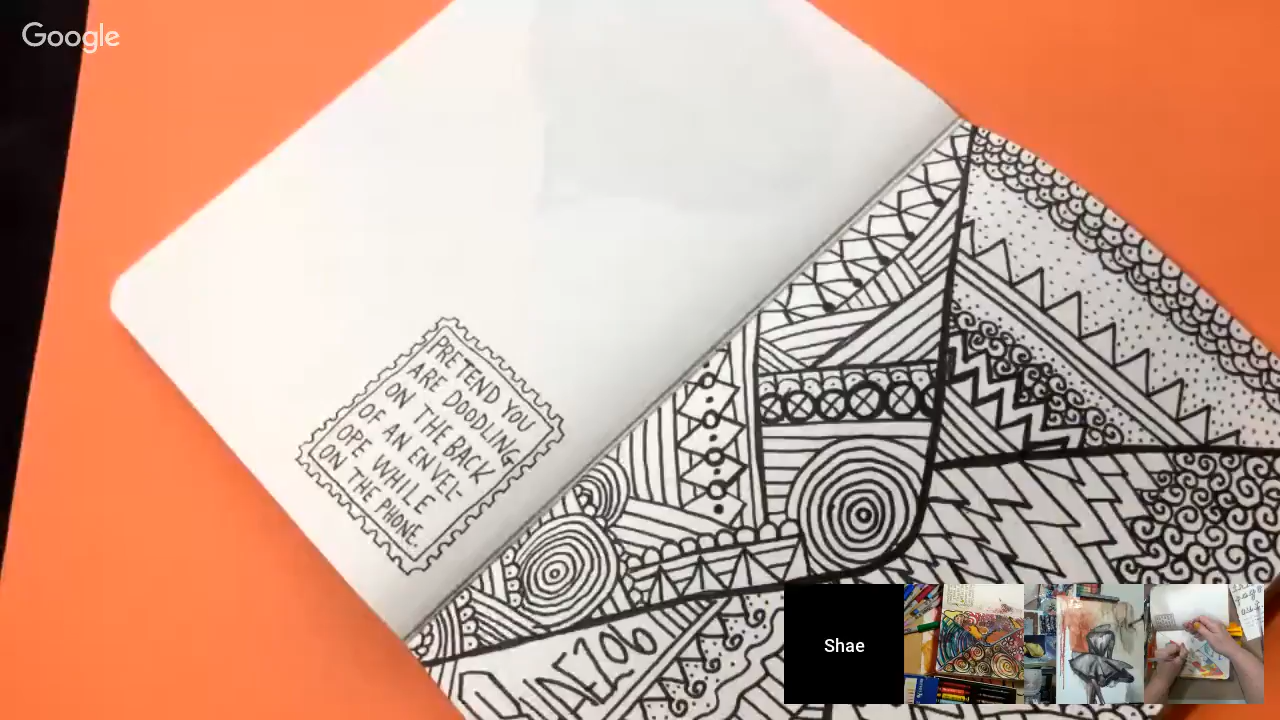 Google
PRETEND YOU
ARE DOODLING
ON THE BACK
OF AN ENVEL-
OPE WHILE
ON THE PHONE.
Shae